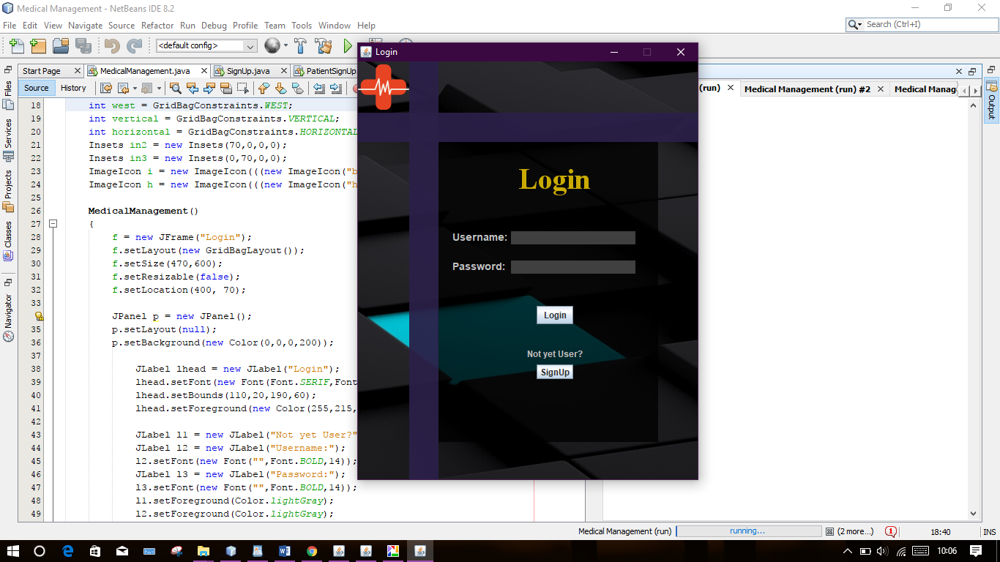 Medical Management - NetBeans IDE 8.2
File Edit View Navigate Source Refactor Run Debug Profile Team Tools Window Help
Search (Ctrl+I)
<default config>
Start Page MedicalManagement.java SignUp.java PatientSignUp
Source History
Files
Services
Projects
Classes
Navigator
18 int west = GridBagConstraints.WEST;
19 int vertical = GridBagConstraints.VERTICAL;
20 int horizontal = GridBagConstraints.HORIZONTAL
21 Insets in2 = new Insets(70,0,0,0);
22 Insets in3 = new Insets(0,70,0,0);
23 ImageIcon i = new ImageIcon(((new ImageIcon("b
24 ImageIcon h = new ImageIcon(((new ImageIcon("h
25
26 MedicalManagement()
27 {
28 f = new JFrame("Login");
29 f.setLayout(new GridBagLayout());
30 f.setSize(470,600);
31 f.setResizable(false);
32 f.setLocation(400, 70);
33
JPanel p = new JPanel();
35 p.setLayout(null);
36 p.setBackground(new Color(0,0,0,200));
37
38 JLabel lhead = new JLabel("Login");
39 lhead.setFont(new Font(Font.SERIF,Font
40 lhead.setBounds(110,20,190,60);
41 lhead.setForeground(new Color(255,215,
42
43 JLabel l1 = new JLabel("Not yet User?"
44 JLabel l2 = new JLabel("Username:");
45 l2.setFont(new Font("",Font.BOLD,14));
46 JLabel l3 = new JLabel("Password:");
47 l3.setFont(new Font("",Font.BOLD,14));
48 l1.setForeground(Color.lightGray);
49 l2.setForeground(Color.lightGray);
Login
Login
Username:
Password:
Login
Not yet User?
SignUp
(run) Medical Management (run) #2 Medical Manag
Output
Medical Management (run) running... (2 more...) 1 18:40 INS
10:06